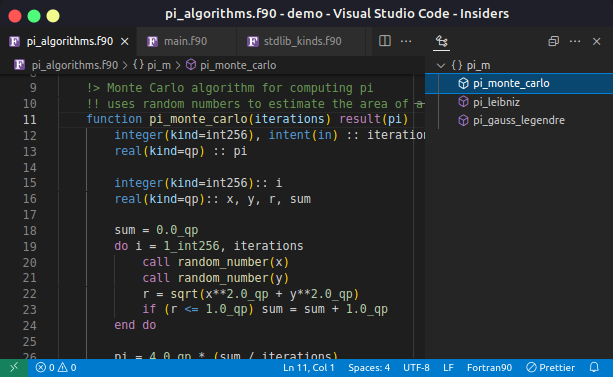 pi_algorithms.f90 - demo - Visual Studio Code - Insiders
F pi_algorithms.f90 × F main.f90 F stdlib_kinds.f90 ···
F pi_algorithms.f90 > {} pi_m > pi_monte_carlo
9 !> Monte Carlo algorithm for computing pi
10 !! uses random numbers to estimate the area of a
11 function pi_monte_carlo(iterations) result(pi)
12 integer(kind=int256), intent(in) :: iteration
13 real(kind=qp) :: pi
14
15 integer(kind=int256):: i
16 real(kind=qp):: x, y, r, sum
17
18 sum = 0.0_qp
19 do i = 1_int256, iterations
20 call random_number(x)
21 call random_number(y)
22 r = sqrt(x**2.0_qp + y**2.0_qp)
23 if (r <= 1.0_qp) sum = sum + 1.0_qp
24 end do
25
26 pi = 4.0_qp * (sum / iterations)
{} pi_m
pi_monte_carlo
pi_leibniz
pi_gauss_legendre
0 0 Ln 11, Col 1 Spaces: 4 UTF-8 LF Fortran90 Prettier